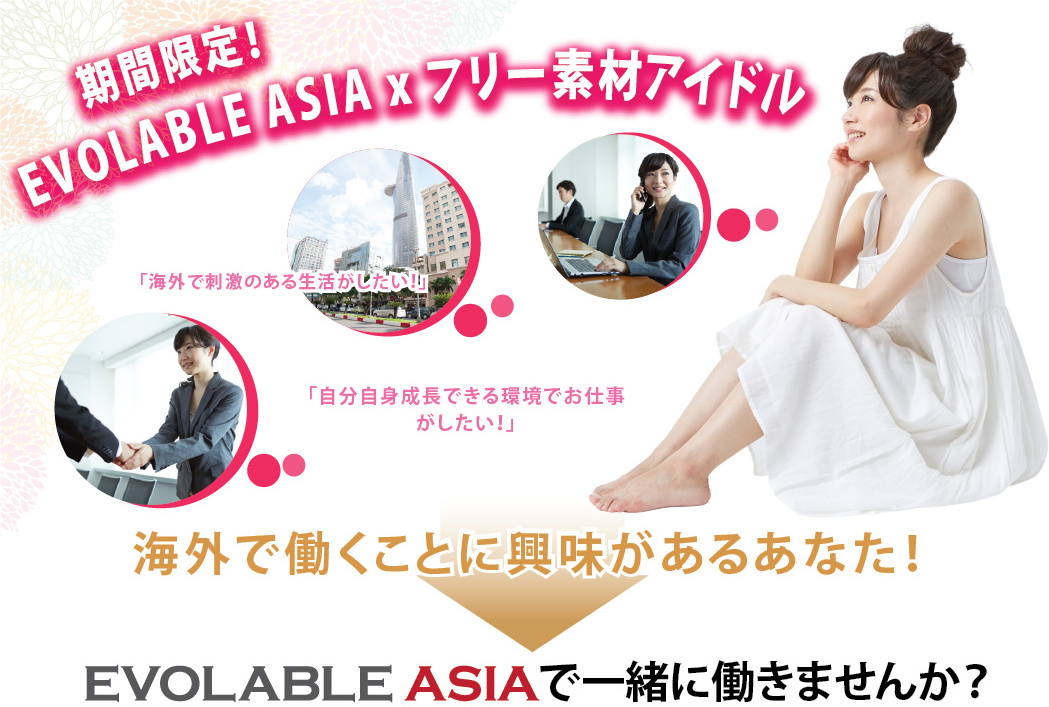 期間限定!
EVOLABLE ASIA x フリー素材アイドル
「海外で刺激のある生活がしたい!」
「自分自身成長できる環境でお仕事
がしたい!」
海外で働くことに興味があるあなた!
EVOLABLE ASIAで一緒に働きませんか?